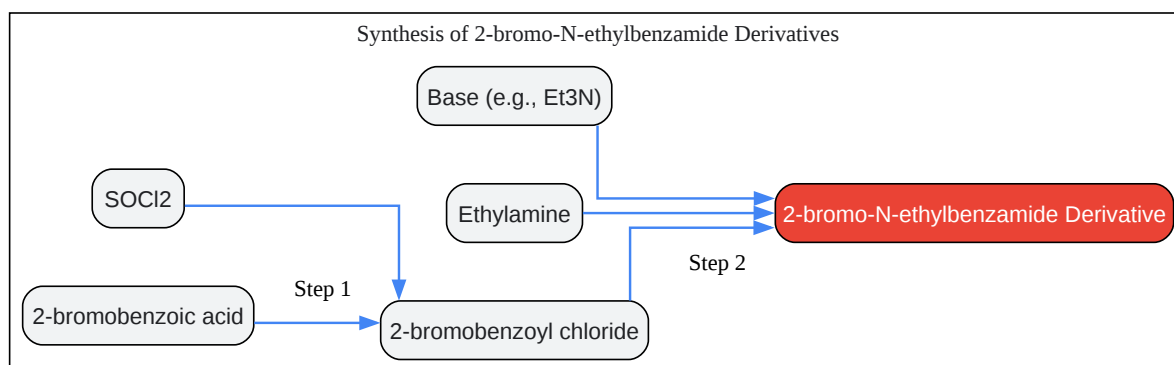 Synthesis of 2-bromo-N-ethylbenzamide Derivatives
Base (e.g., Et3N)
SOCl2
Ethylamine
2-bromo-N-ethylbenzamide Derivative
Step 2
Step 1
2-bromobenzoic acid
2-bromobenzoyl chloride